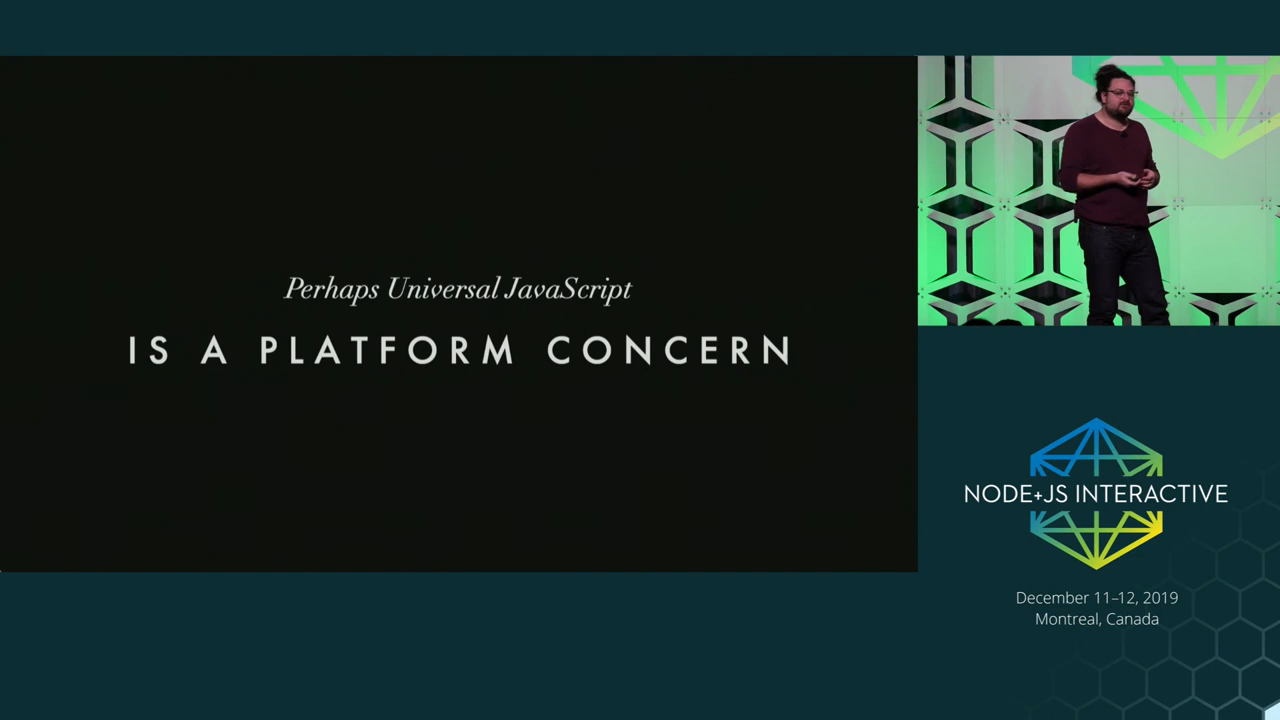 Perhaps Universal JavaScript
IS A PLATFORM CONCERN
NODE+JS INTERACTIVE
December 11–12, 2019
Montreal, Canada